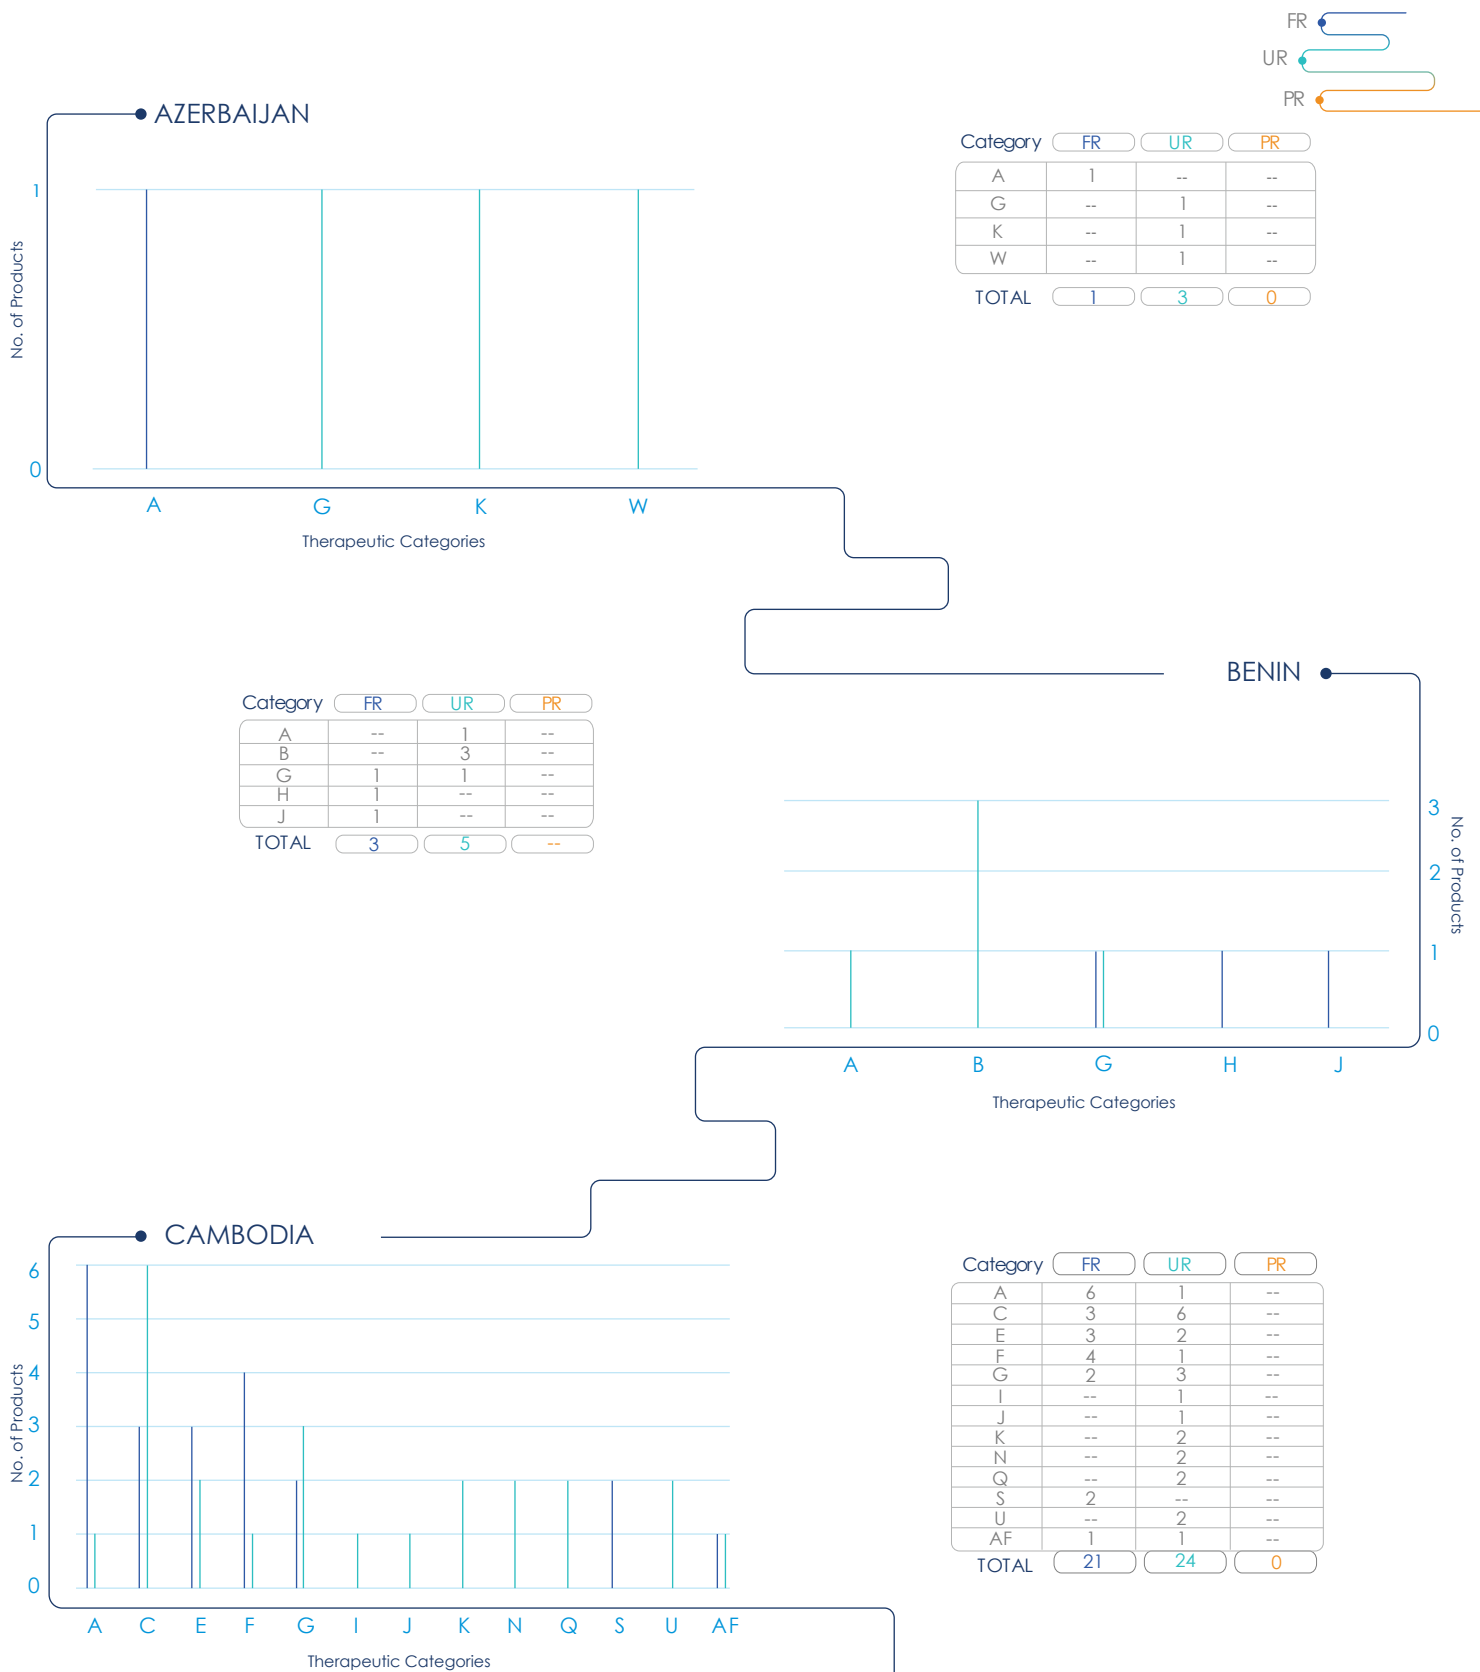 FR
UR
PR
AZERBAIJAN
Category FR UR PR
A 1 -- --
G -- 1 --
K -- 1 --
W -- 1 --
TOTAL 1 3 0
No. of Products
1
0
A G K W
Therapeutic Categories
BENIN
Category FR UR PR
A -- 1 --
B -- 3 --
G 1 1 --
H 1 -- --
J 1 -- --
TOTAL 3 5 --
3
2
1
0
No. of Products
A B G H J
Therapeutic Categories
CAMBODIA
No. of Products
6
5
4
3
2
1
0
A C E F G I J K N Q S U AF
Therapeutic Categories
Category FR UR PR
A 6 1 --
C 3 6 --
E 3 2 --
F 4 1 --
G 2 3 --
I -- 1 --
J -- 1 --
K -- 2 --
N -- 2 --
Q -- 2 --
S 2 -- --
U -- 2 --
AF 1 1 --
TOTAL 21 24 0